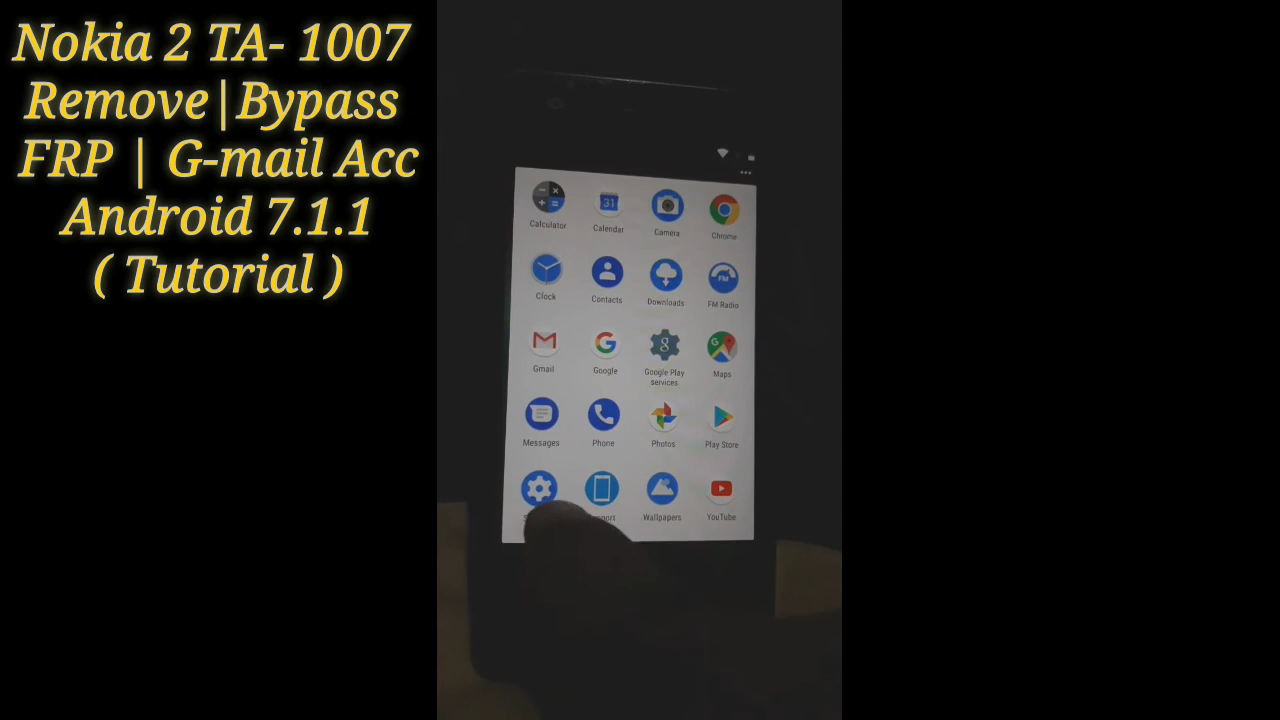 Nokia 2 TA- 1007
Remove|Bypass
FRP | G-mail Acc
Android 7.1.1
( Tutorial )
Calculator
Calendar
Camera
Chrome
Clock
Contacts
Downloads
FM Radio
Gmail
Google
Google Play
services
Maps
Messages
Phone
Photos
Play Store
Wallpapers
YouTube